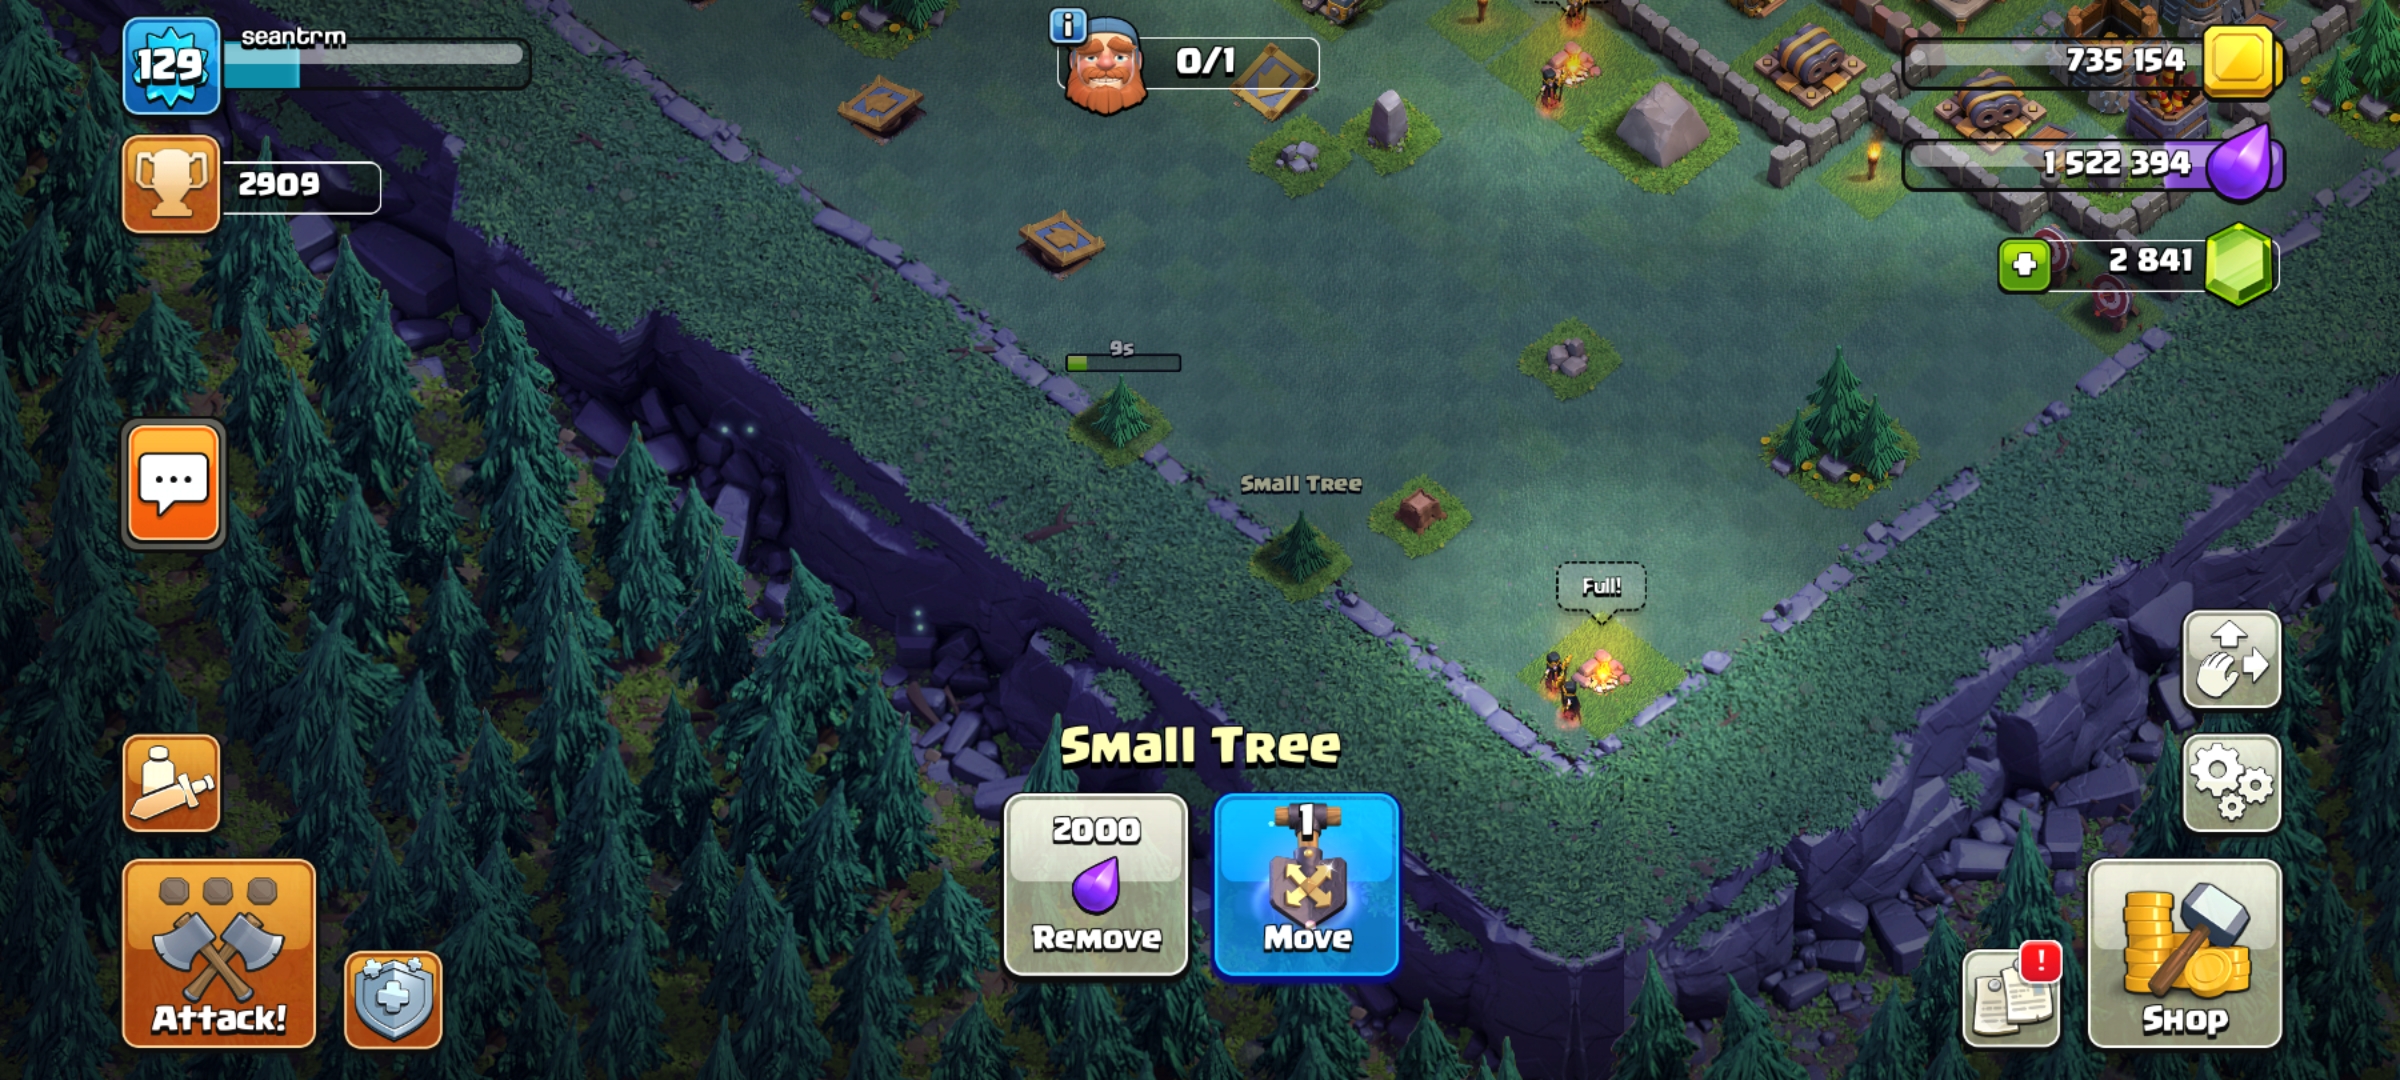 129
seantrm
0/1
735 154
2909
1 522 394
2 841
9s
Small Tree
Full!
Small Tree
2000
1
Remove
Move
Attack!
!
Shop